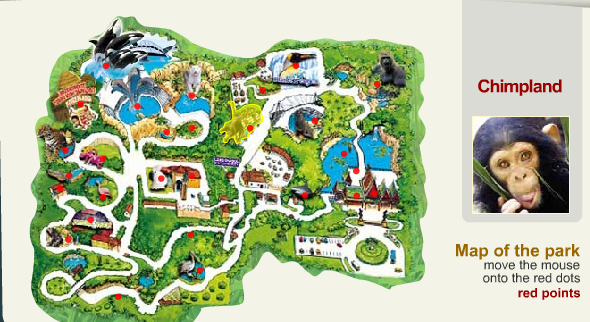 Chimpland
Map of the park
move the mouse
onto the red dots
red points